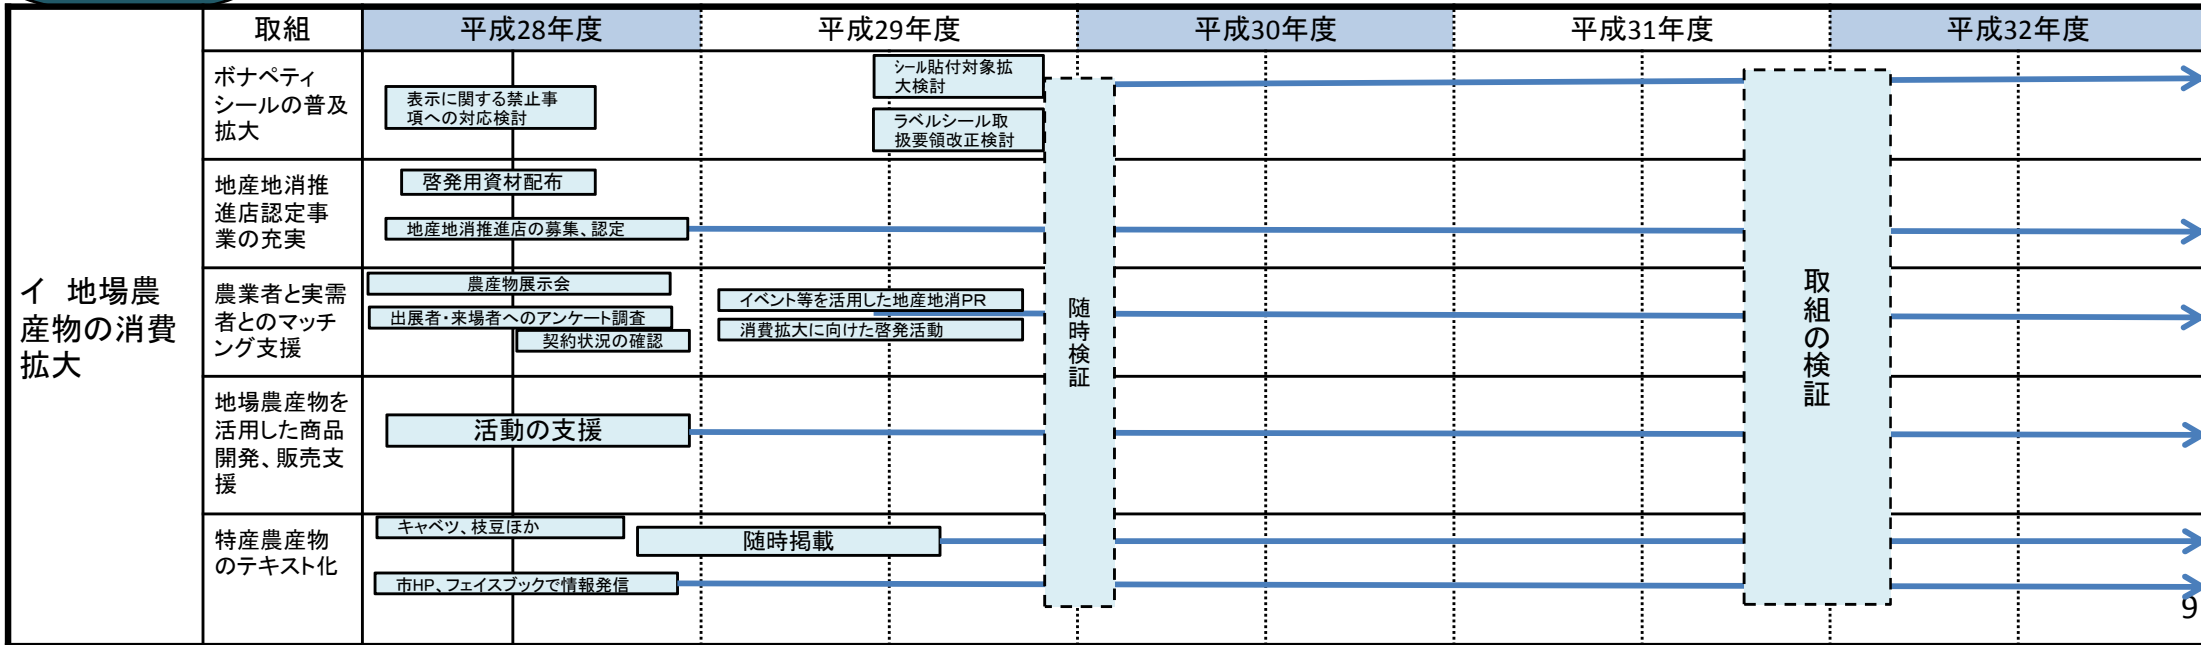 取組
平成28年度
平成29年度
平成30年度
平成31年度
平成32年度
イ 地場農
産物の消費
拡大
ボナペティ
シールの普及
拡大
表示に関する禁止事
項への対応検討
シール貼付対象拡
大検討
ラベルシール取
扱要領改正検討
地産地消推
進店認定事
業の充実
啓発用資材配布
地産地消推進店の募集、認定
農業者と実需
者とのマッチ
ング支援
農産物展示会
出展者・来場者へのアンケート調査
契約状況の確認
イベント等を活用した地産地消PR
消費拡大に向けた啓発活動
地場農産物を
活用した商品
開発、販売支
援
活動の支援
特産農産物
のテキスト化
キャベツ、枝豆ほか
随時掲載
市HP、フェイスブックで情報発信
随時検証
取組の検証
9